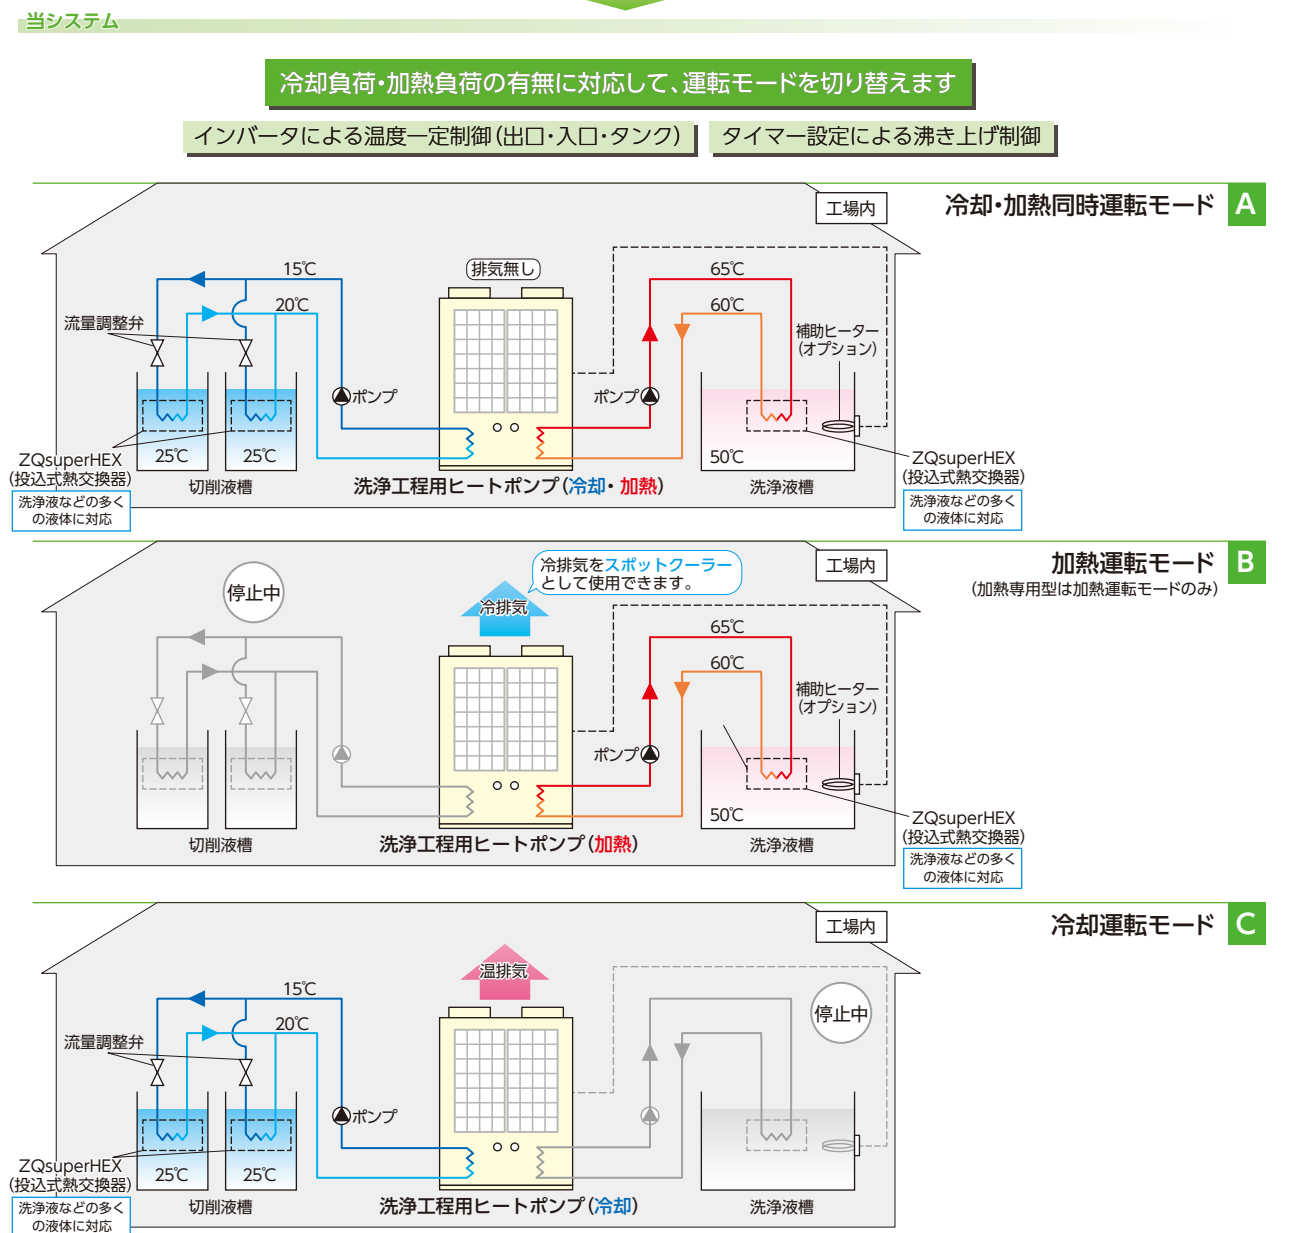 当システム
冷却負荷・加熱負荷の有無に対応して、運転モードを切り替えます
インバータによる温度一定制御（出口・入口・タンク）
タイマー設定による沸き上げ制御
冷却・加熱同時運転モード A
工場内
排気無し
15℃
20℃
65℃
60℃
流量調整弁
補助ヒーター
（オプション）
ポンプ
ポンプ
25℃
25℃
50℃
ZQsuperHEX
（投込式熱交換器）
洗浄液などの多く
の液体に対応
切削液槽
洗浄工程用ヒートポンプ（冷却・加熱）
洗浄液槽
ZQsuperHEX
（投込式熱交換器）
洗浄液などの多く
の液体に対応
加熱運転モード B
（加熱専用型は加熱運転モードのみ）
工場内
冷排気をスポットクーラー
として使用できます。
停止中
冷排気
65℃
60℃
補助ヒーター
（オプション）
ポンプ
50℃
切削液槽
洗浄工程用ヒートポンプ（加熱）
洗浄液槽
ZQsuperHEX
（投込式熱交換器）
洗浄液などの多く
の液体に対応
冷却運転モード C
工場内
温排気
15℃
20℃
停止中
流量調整弁
ポンプ
25℃
25℃
ZQsuperHEX
（投込式熱交換器）
洗浄液などの多く
の液体に対応
切削液槽
洗浄工程用ヒートポンプ（冷却）
洗浄液槽